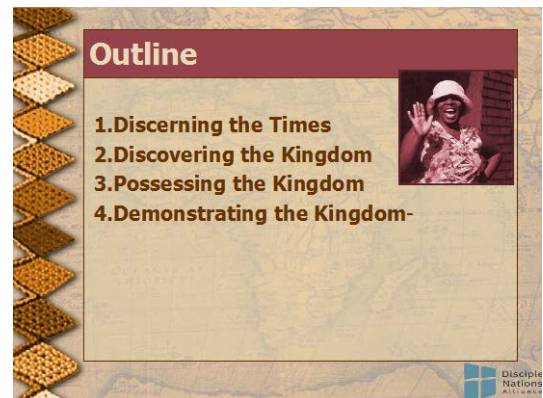 Outline
1.Discerning the Times
2.Discovering the Kingdom
3.Possessing the Kingdom
4.Demonstrating the Kingdom-
Disciple
Nations
Alliance